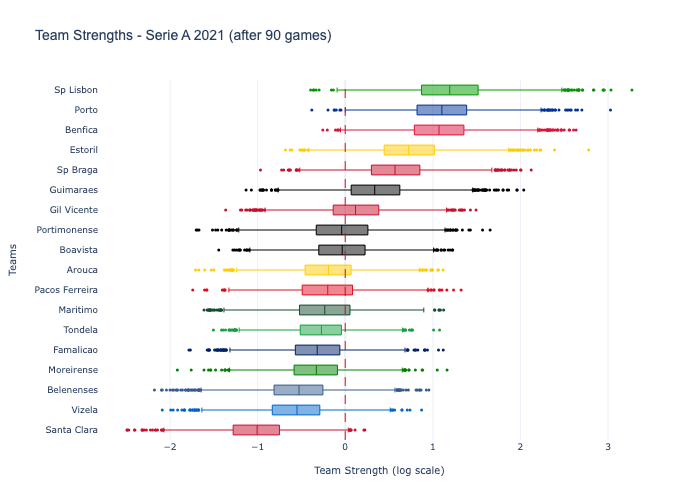 Team Strengths - Serie A 2021 (after 90 games)
Sp Lisbon
Porto
Benfica
Estoril
Sp Braga
Guimaraes
Gil Vicente
Portimonense
Boavista
Arouca
Pacos Ferreira
Maritimo
Tondela
Famalicao
Moreirense
Belenenses
Vizela
Santa Clara
Teams
−2 −1 0 1 2 3
Team Strength (log scale)